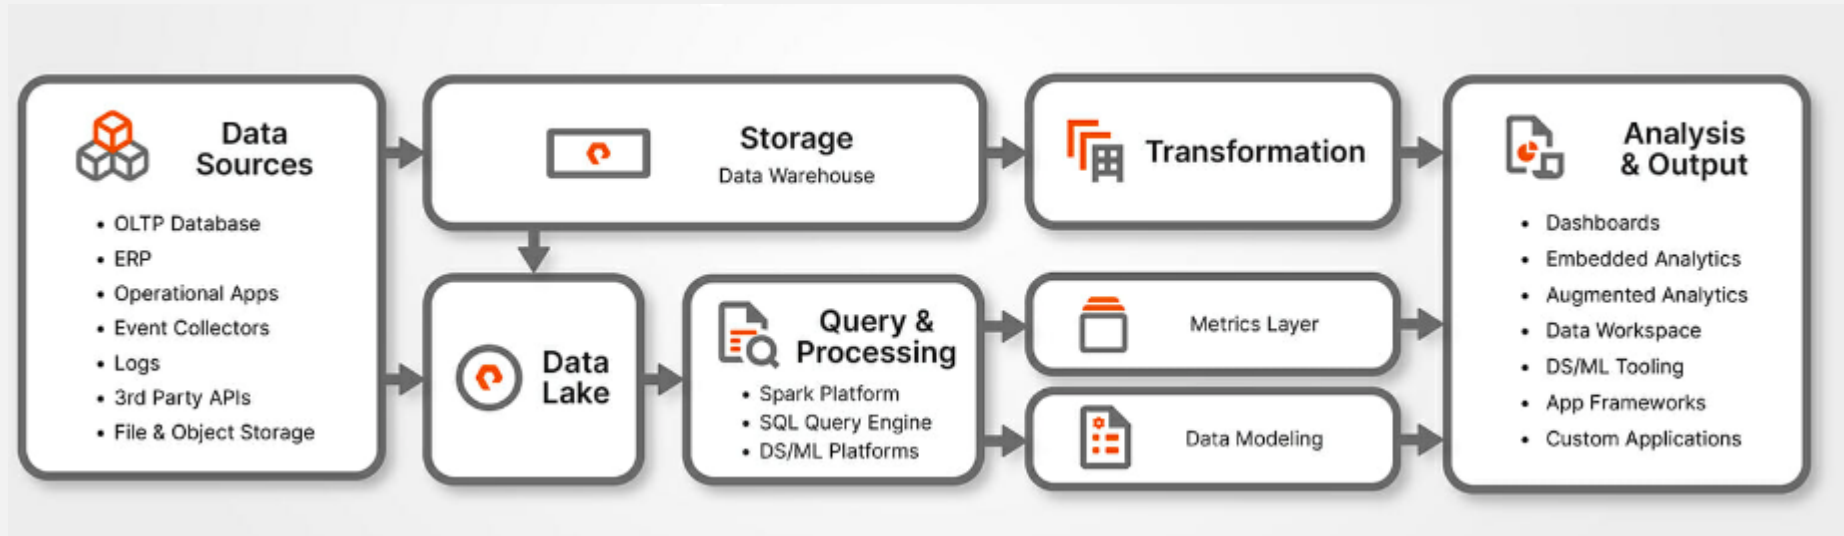 Data
Sources
• OLTP Database
• ERP
• Operational Apps
• Event Collectors
• Logs
• 3rd Party APIs
• File & Object Storage
Storage
Data Warehouse
Data
Lake
Query &
Processing
• Spark Platform
• SQL Query Engine
• DS/ML Platforms
Transformation
Metrics Layer
Data Modeling
Analysis
& Output
• Dashboards
• Embedded Analytics
• Augmented Analytics
• Data Workspace
• DS/ML Tooling
• App Frameworks
• Custom Applications